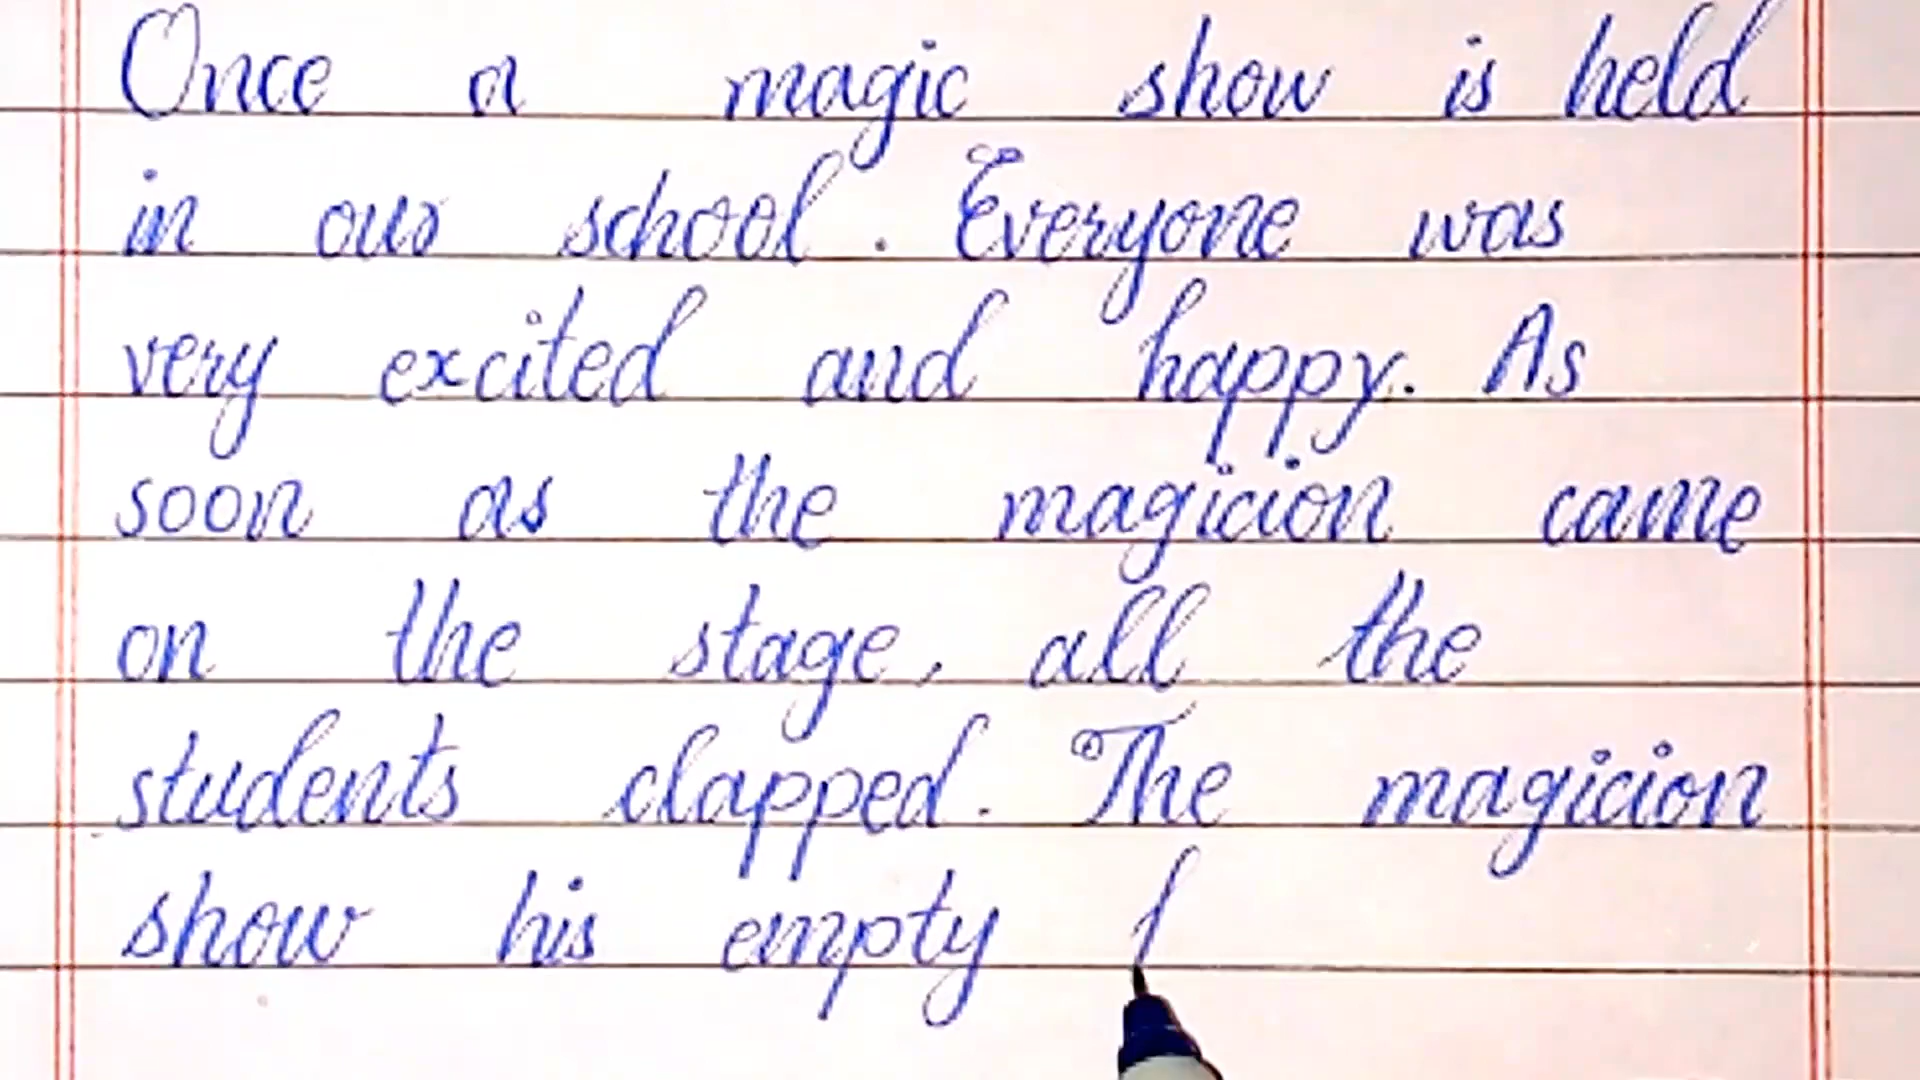 Once a magic show is held
in our school. Everyone was
very excited and happy. As
soon as the magicion came
on the stage, all the
students clapped. The magicion
show his empty